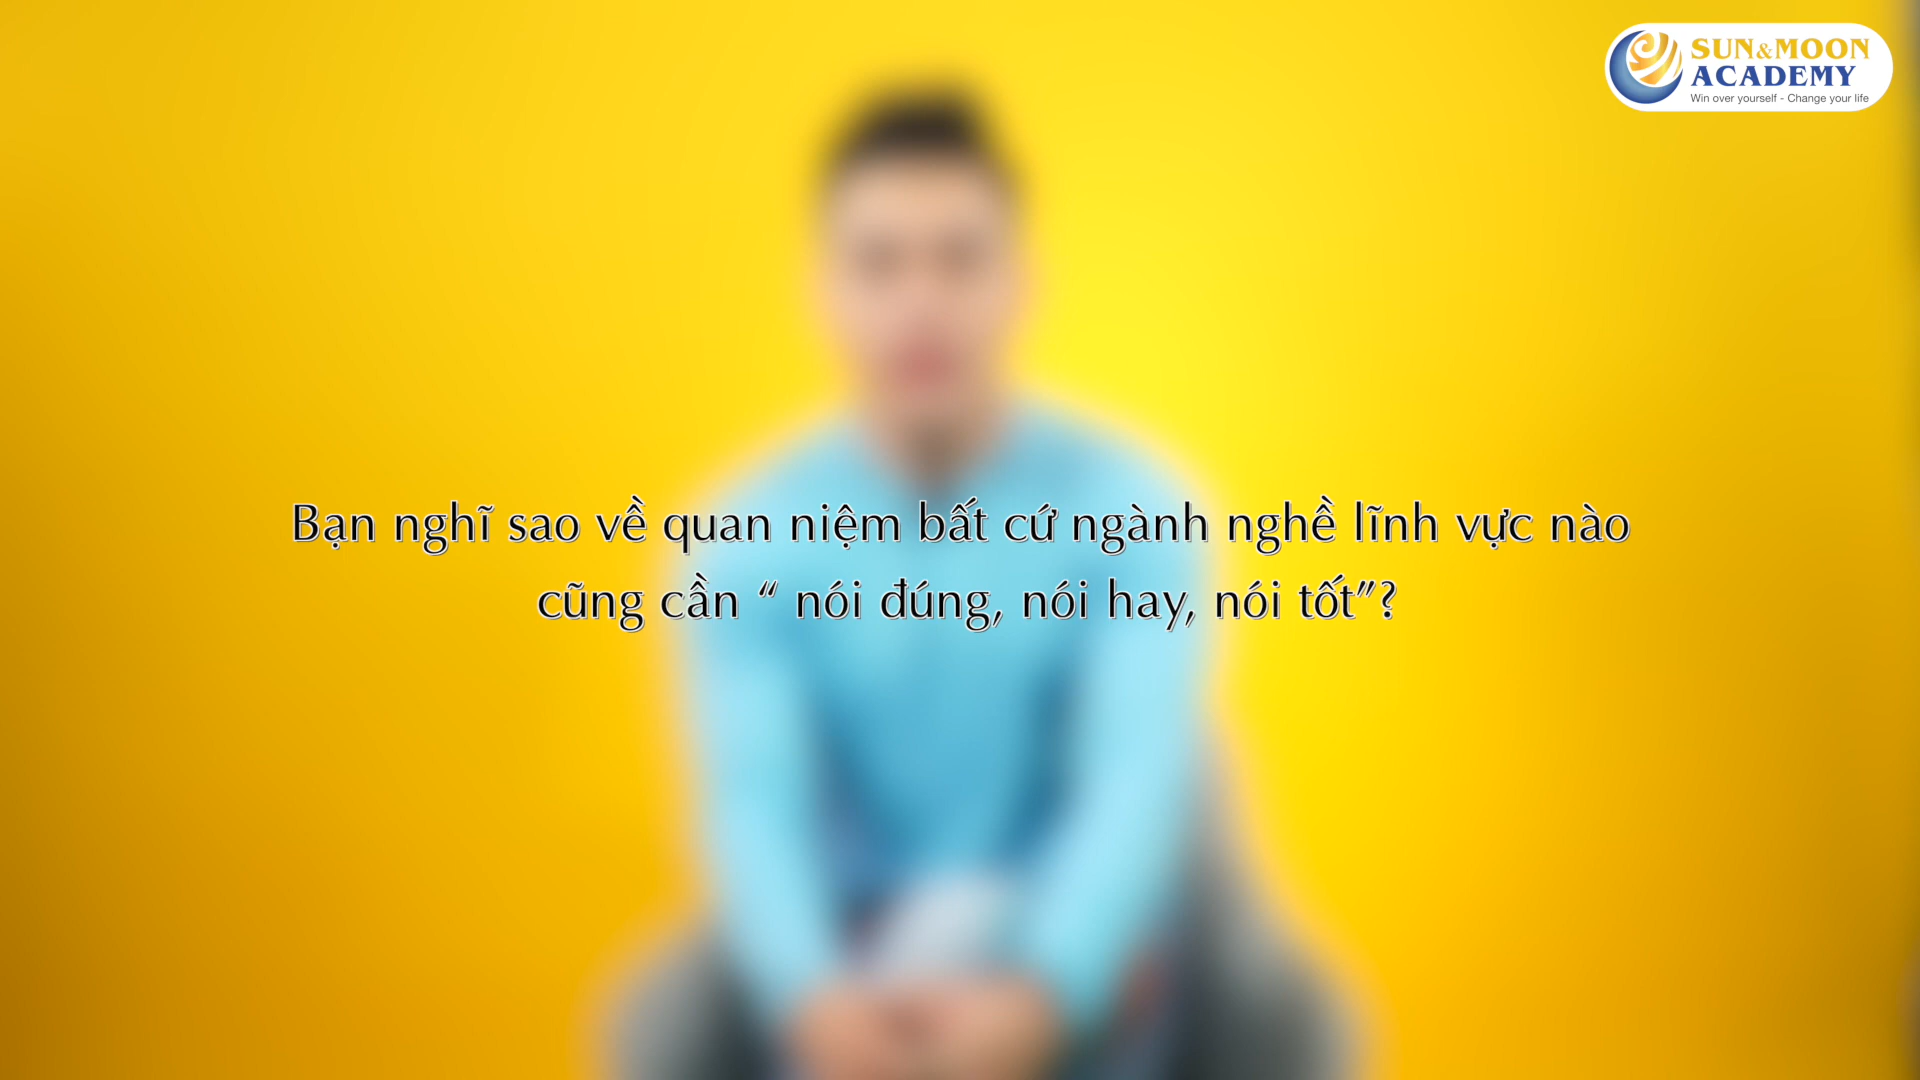 SUN&MOON
ACADEMY
Win over yourself - Change your life
Bạn nghĩ sao về quan niệm bất cứ ngành nghề lĩnh vực nào
cũng cần “ nói đúng, nói hay, nói tốt”?